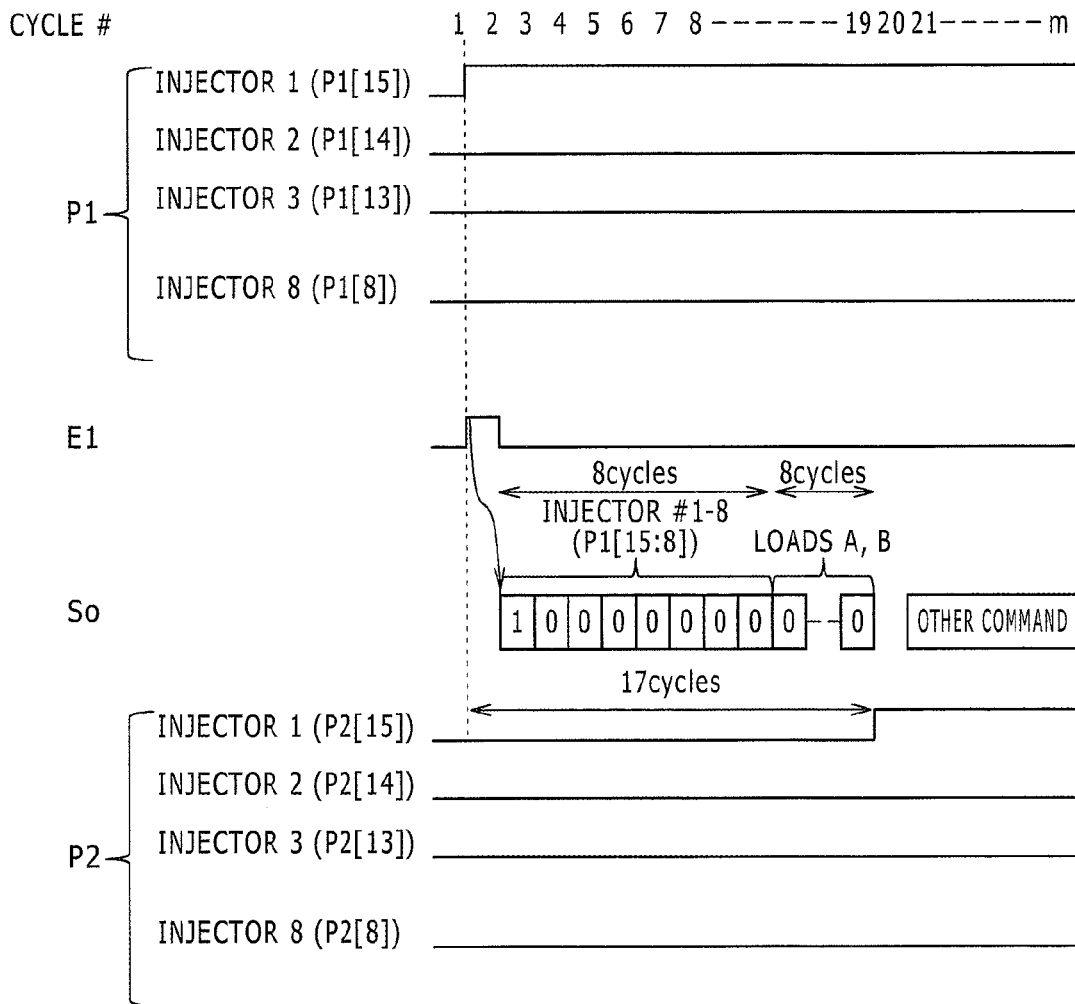 CYCLE # 1 2 3 4 5 6 7 8 ------- 19 20 21 ------ m
INJECTOR 1 (P1[15])
INJECTOR 2 (P1[14])
P1
INJECTOR 3 (P1[13])
INJECTOR 8 (P1[8])
E1
8cycles 8cycles
INJECTOR #1-8
(P1[15:8]) LOADS A, B
So 1 0 0 0 0 0 0 0 0 -- 0 OTHER COMMAND
17cycles
INJECTOR 1 (P2[15])
INJECTOR 2 (P2[14])
P2
INJECTOR 3 (P2[13])
INJECTOR 8 (P2[8])